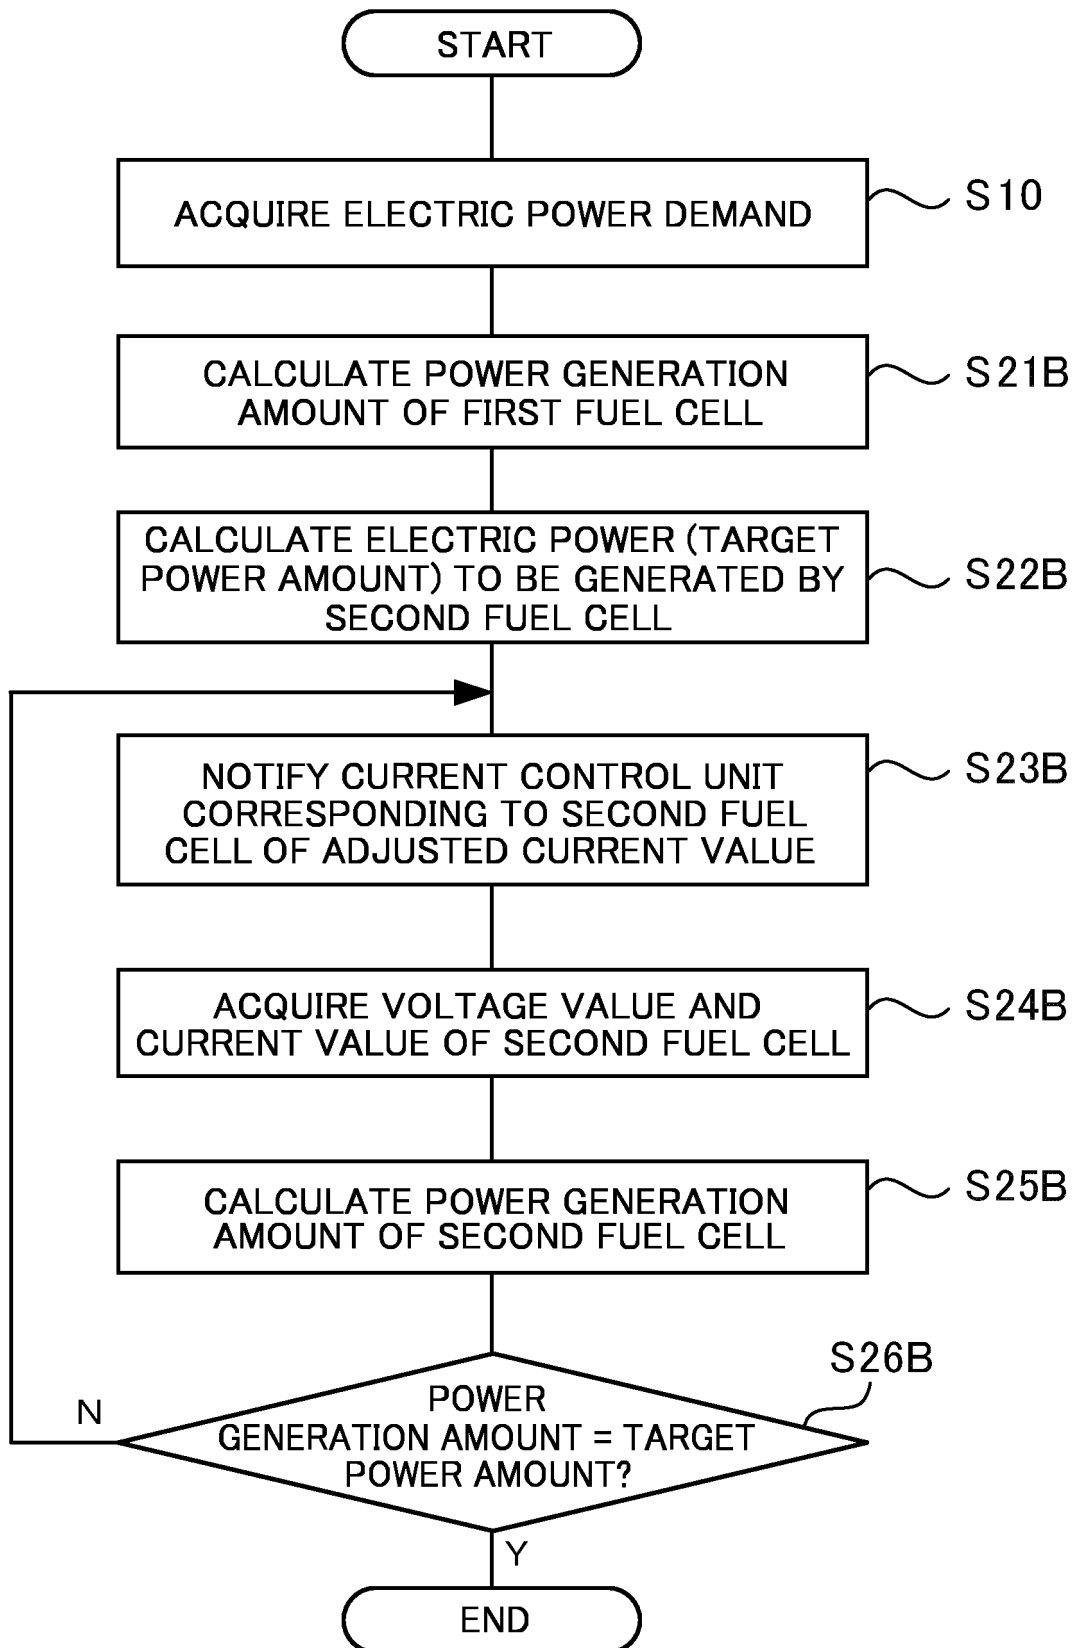 START
ACQUIRE ELECTRIC POWER DEMAND
S10
CALCULATE POWER GENERATION
AMOUNT OF FIRST FUEL CELL
S21B
CALCULATE ELECTRIC POWER (TARGET
POWER AMOUNT) TO BE GENERATED BY
SECOND FUEL CELL
S22B
NOTIFY CURRENT CONTROL UNIT
CORRESPONDING TO SECOND FUEL
CELL OF ADJUSTED CURRENT VALUE
S23B
ACQUIRE VOLTAGE VALUE AND
CURRENT VALUE OF SECOND FUEL CELL
S24B
CALCULATE POWER GENERATION
AMOUNT OF SECOND FUEL CELL
S25B
S26B
N
POWER
GENERATION AMOUNT = TARGET
POWER AMOUNT?
Y
END